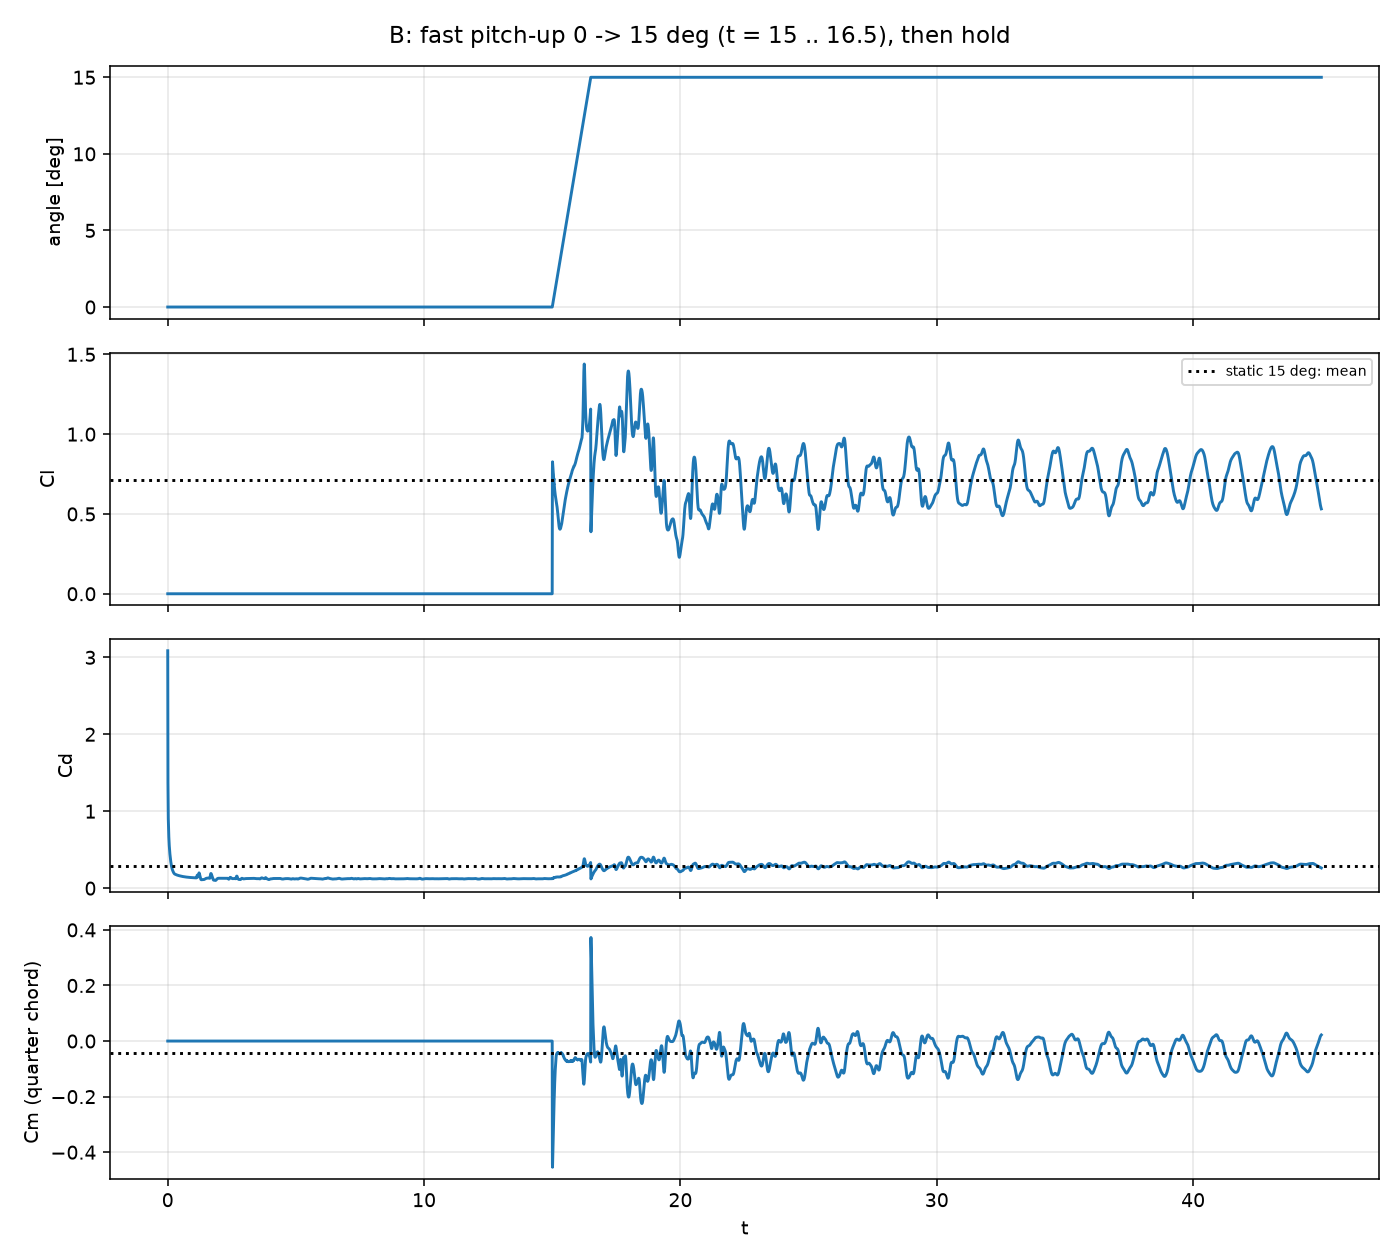 B: fast pitch-up 0 -> 15 deg (t = 15 .. 16.5), then hold
15
10
5
0
angle [deg]
1.5
1.0
0.5
0.0
Cl
static 15 deg: mean
3
2
1
0
Cd
0.4
0.2
0.0
−0.2
−0.4
Cm (quarter chord)
0 10 20 30 40
t